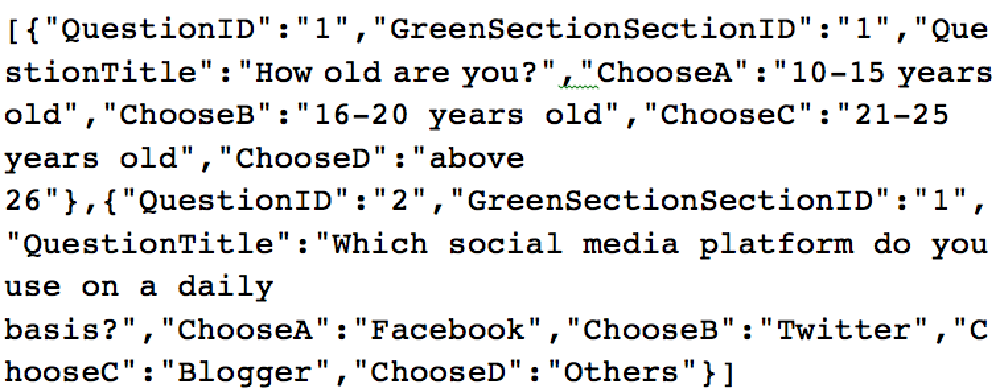 [{"QuestionID":"1","GreenSectionSectionID":"1","Que
stionTitle":"How old are you?","ChooseA":"10-15 years
old","ChooseB":"16-20 years old","ChooseC":"21-25
years old","ChooseD":"above
26"},{"QuestionID":"2","GreenSectionSectionID":"1",
"QuestionTitle":"Which social media platform do you
use on a daily
basis?","ChooseA":"Facebook","ChooseB":"Twitter","C
hooseC":"Blogger","ChooseD":"Others"}]